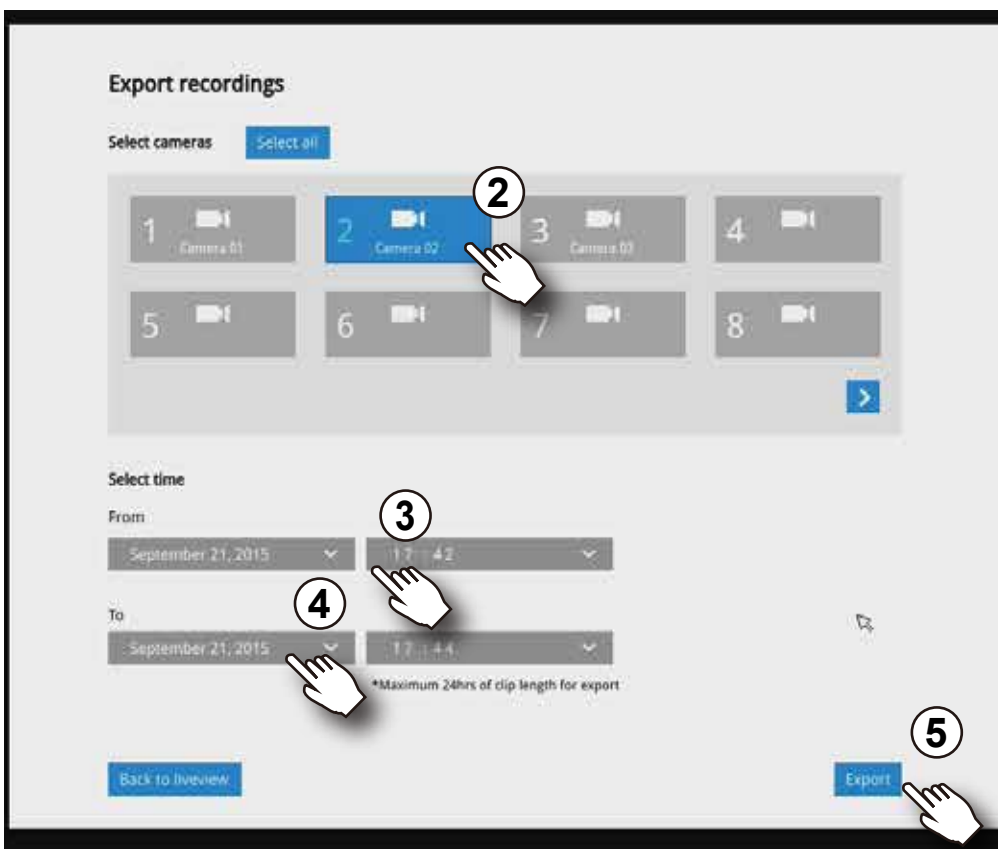 Export recordings
Select cameras Select all
2
1 2 3 4
Camera 01 Camera 02 Camera 03
5 6 7 8
Select time
From
3
September 21, 2015 17 : 42
4
To
September 21, 2015 17 : 44
*Maximum 24hrs of clip length for export
5
Back to liveview Export